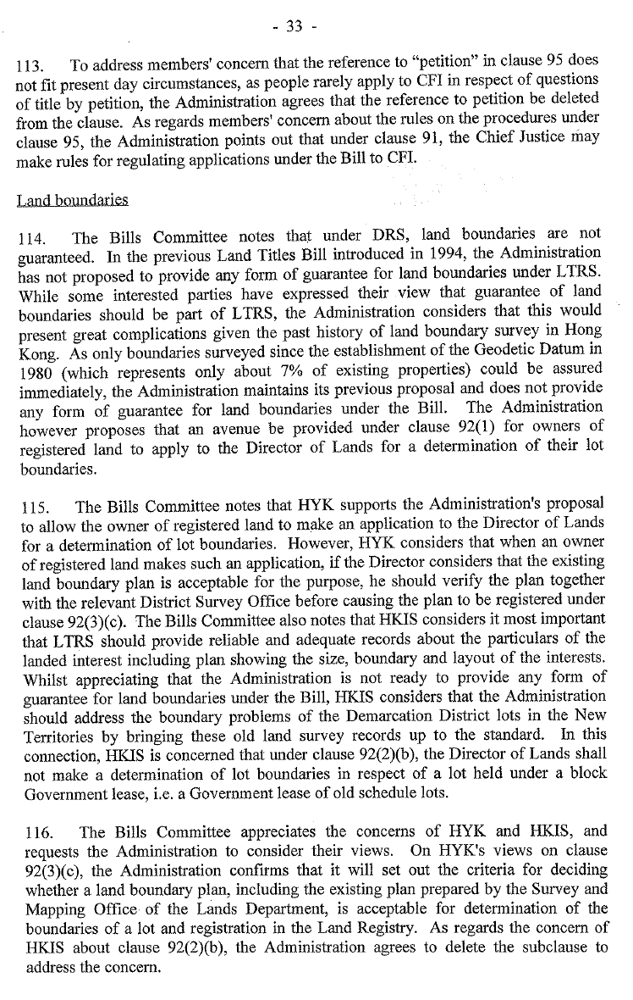 - 33 -
113. To address members' concern that the reference to “petition” in clause 95 does
not fit present day circumstances, as people rarely apply to CFI in respect of questions
of title by petition, the Administration agrees that the reference to petition be deleted
from the clause. As regards members' concern about the rules on the procedures under
clause 95, the Administration points out that under clause 91, the Chief Justice may
make rules for regulating applications under the Bill to CFI.
Land boundaries
114. The Bills Committee notes that under DRS, land boundaries are not
guaranteed. In the previous Land Titles Bill introduced in 1994, the Administration
has not proposed to provide any form of guarantee for land boundaries under LTRS.
While some interested parties have expressed their view that guarantee of land
boundaries should be part of LTRS, the Administration considers that this would
present great complications given the past history of land boundary survey in Hong
Kong. As only boundaries surveyed since the establishment of the Geodetic Datum in
1980 (which represents only about 7% of existing properties) could be assured
immediately, the Administration maintains its previous proposal and does not provide
any form of guarantee for land boundaries under the Bill. The Administration
however proposes that an avenue be provided under clause 92(1) for owners of
registered land to apply to the Director of Lands for a determination of their lot
boundaries.
115. The Bills Committee notes that HYK supports the Administration's proposal
to allow the owner of registered land to make an application to the Director of Lands
for a determination of lot boundaries. However, HYK considers that when an owner
of registered land makes such an application, if the Director considers that the existing
land boundary plan is acceptable for the purpose, he should verify the plan together
with the relevant District Survey Office before causing the plan to be registered under
clause 92(3)(c). The Bills Committee also notes that HKIS considers it most important
that LTRS should provide reliable and adequate records about the particulars of the
landed interest including plan showing the size, boundary and layout of the interests.
Whilst appreciating that the Administration is not ready to provide any form of
guarantee for land boundaries under the Bill, HKIS considers that the Administration
should address the boundary problems of the Demarcation District lots in the New
Territories by bringing these old land survey records up to the standard. In this
connection, HKIS is concerned that under clause 92(2)(b), the Director of Lands shall
not make a determination of lot boundaries in respect of a lot held under a block
Government lease, i.e. a Government lease of old schedule lots.
116. The Bills Committee appreciates the concerns of HYK and HKIS, and
requests the Administration to consider their views. On HYK's views on clause
92(3)(c), the Administration confirms that it will set out the criteria for deciding
whether a land boundary plan, including the existing plan prepared by the Survey and
Mapping Office of the Lands Department, is acceptable for determination of the
boundaries of a lot and registration in the Land Registry. As regards the concern of
HKIS about clause 92(2)(b), the Administration agrees to delete the subclause to
address the concern.